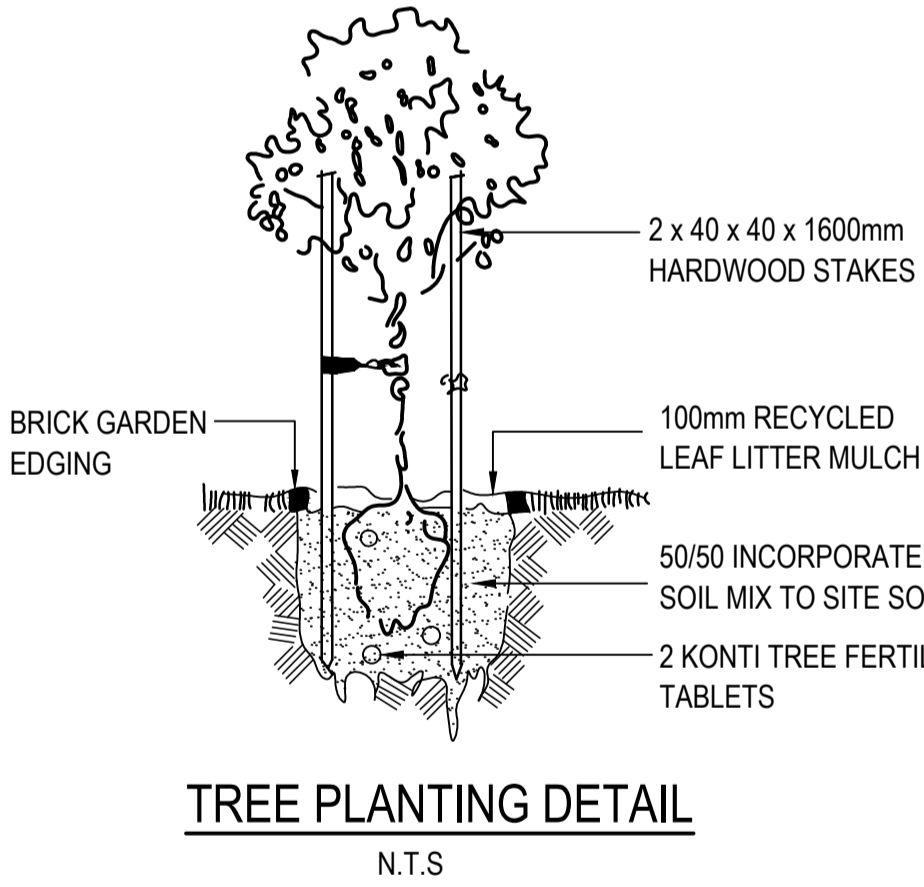 2 x 40 x 40 x 1600mm
HARDWOOD STAKES
BRICK GARDEN
EDGING
100mm RECYCLED
LEAF LITTER MULCH
50/50 INCORPORATE
SOIL MIX TO SITE
2 KONTI TREE
TABLETS
TREE PLANTING DETAIL
N.T.S